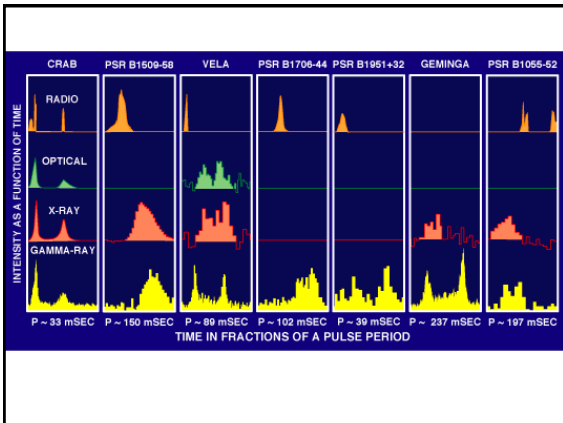 CRAB PSR B1509-58 VELA PSR B1706-44 PSR B1951+32 GEMINGA PSR B1055-52
INTENSITY AS A FUNCTION OF TIME
RADIO
OPTICAL
X-RAY
GAMMA-RAY
P ~ 33 mSEC P ~ 150 mSEC P ~ 89 mSEC P ~ 102 mSEC P ~ 39 mSEC P ~ 237 mSEC P ~ 197 mSEC
TIME IN FRACTIONS OF A PULSE PERIOD